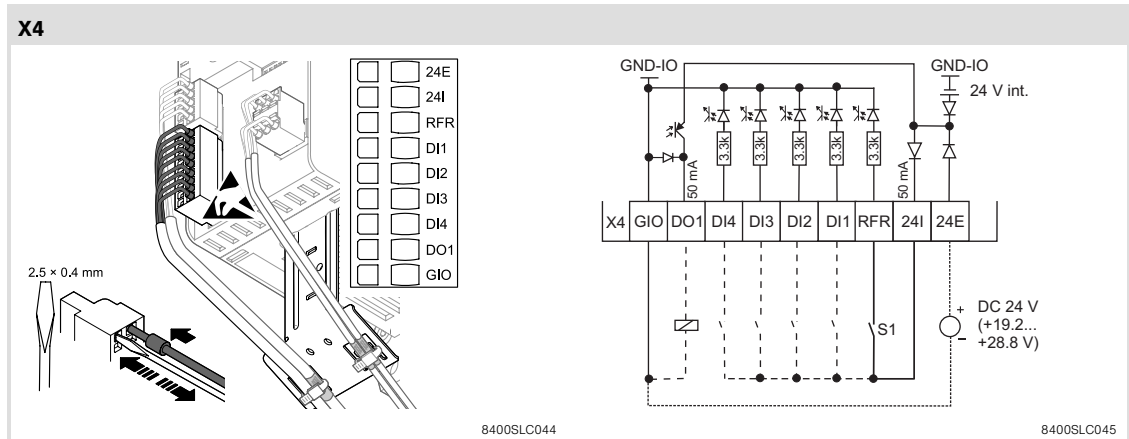 X4
24E
24I
RFR
DI1
DI2
DI3
DI4
DO1
GIO
2.5 × 0.4 mm
8400SLC044
GND-IO
GND-IO
24 V int.
3.3k
3.3k
3.3k
3.3k
3.3k
50 mA
50 mA
X4 GIO DO1 DI4 DI3 DI2 DI1 RFR 24I 24E
S1
+ DC 24 V
(+19.2...
– +28.8 V)
8400SLC045